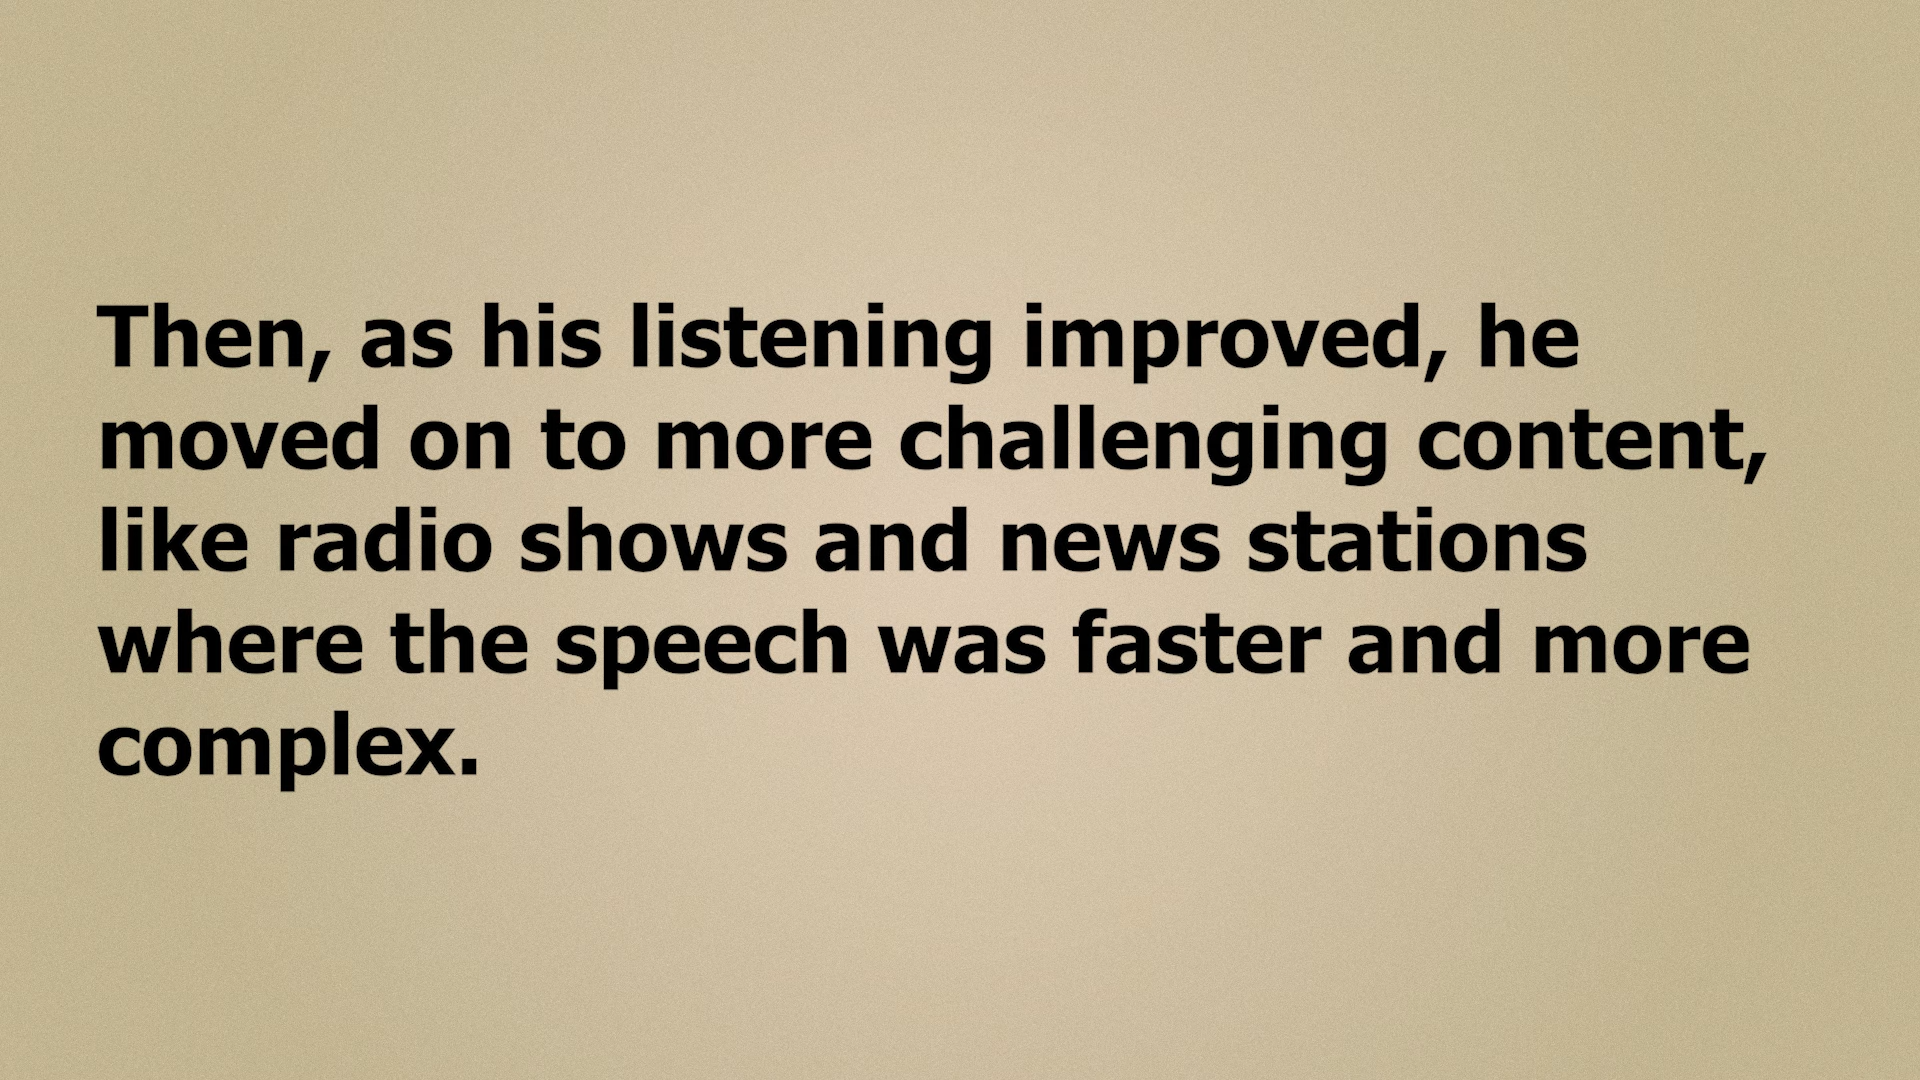 Then, as his listening improved, he
moved on to more challenging content,
like radio shows and news stations
where the speech was faster and more
complex.